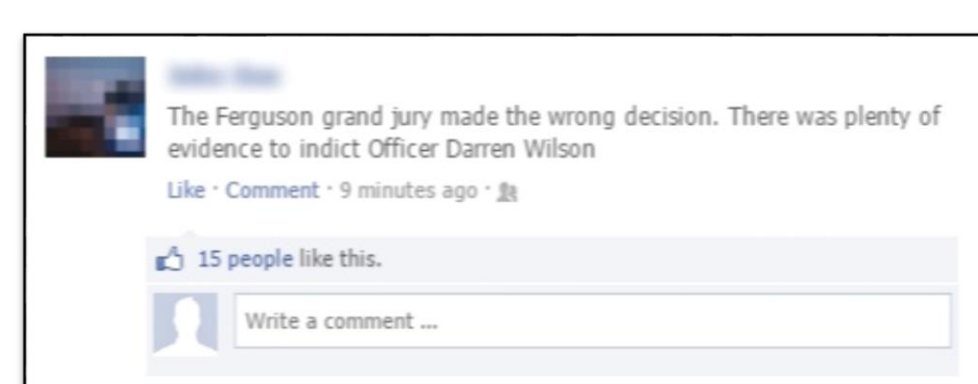 The Ferguson grand jury made the wrong decision. There was plenty of
evidence to indict Officer Darren Wilson
Like · Comment · 9 minutes ago ·
15 people like this.
Write a comment ...